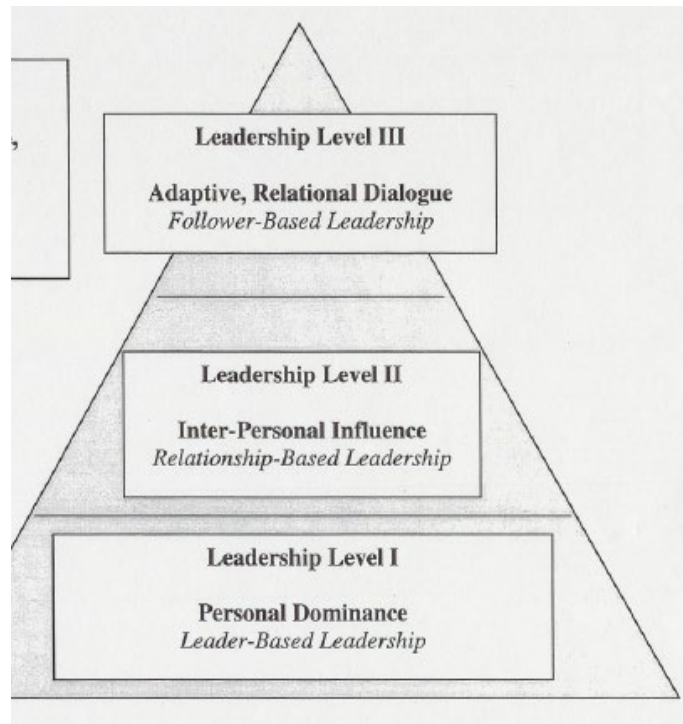 ,
Leadership Level III
Adaptive, Relational Dialogue
Follower-Based Leadership
Leadership Level II
Inter-Personal Influence
Relationship-Based Leadership
Leadership Level I
Personal Dominance
Leader-Based Leadership